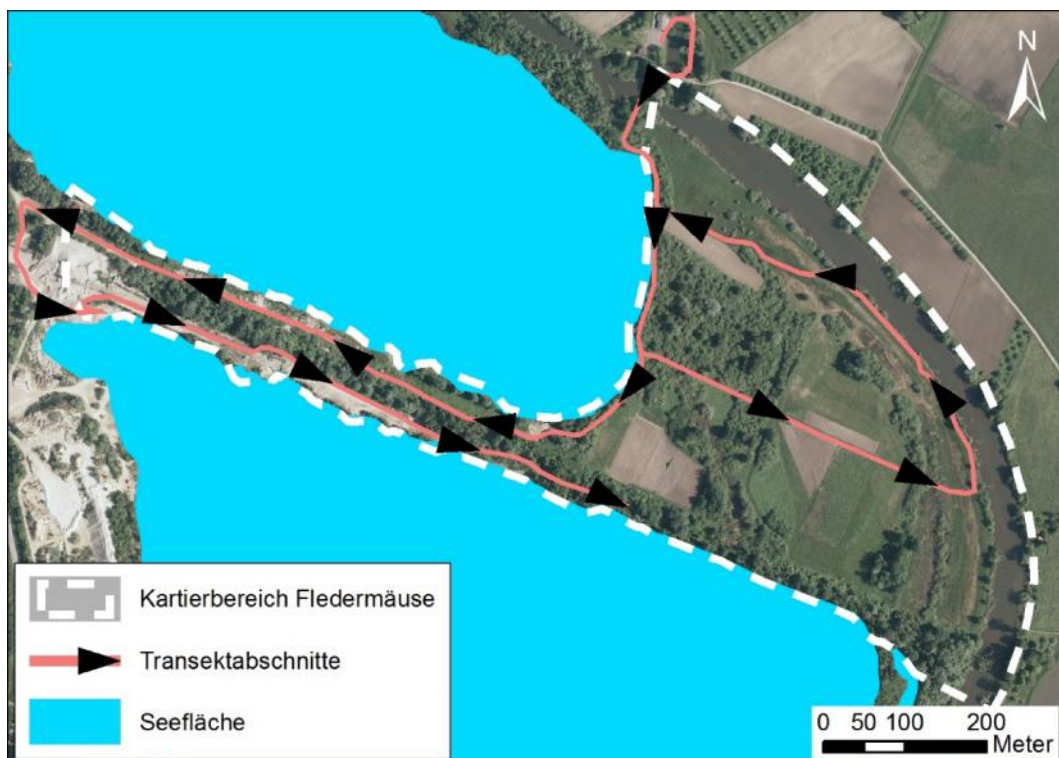 N
Kartierbereich Fledermäuse
Transektabschnitte
Seefläche
0 50 100 200
Meter